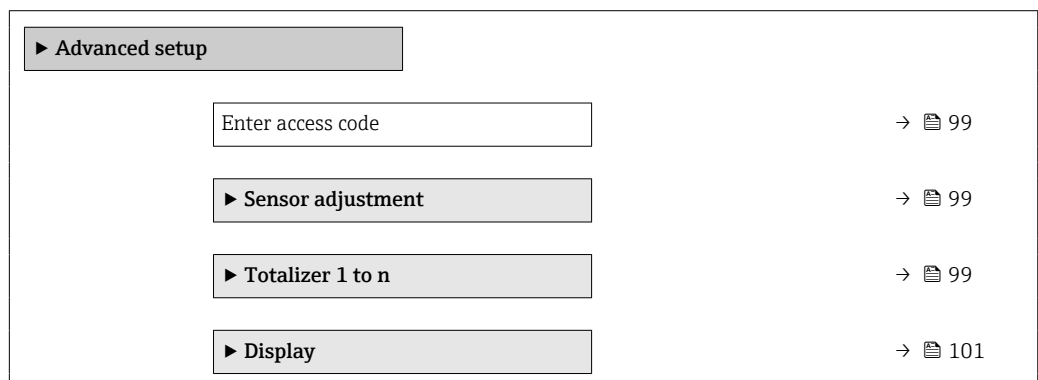 ▶ Advanced setup
Enter access code → 99
▶ Sensor adjustment → 99
▶ Totalizer 1 to n → 99
▶ Display → 101